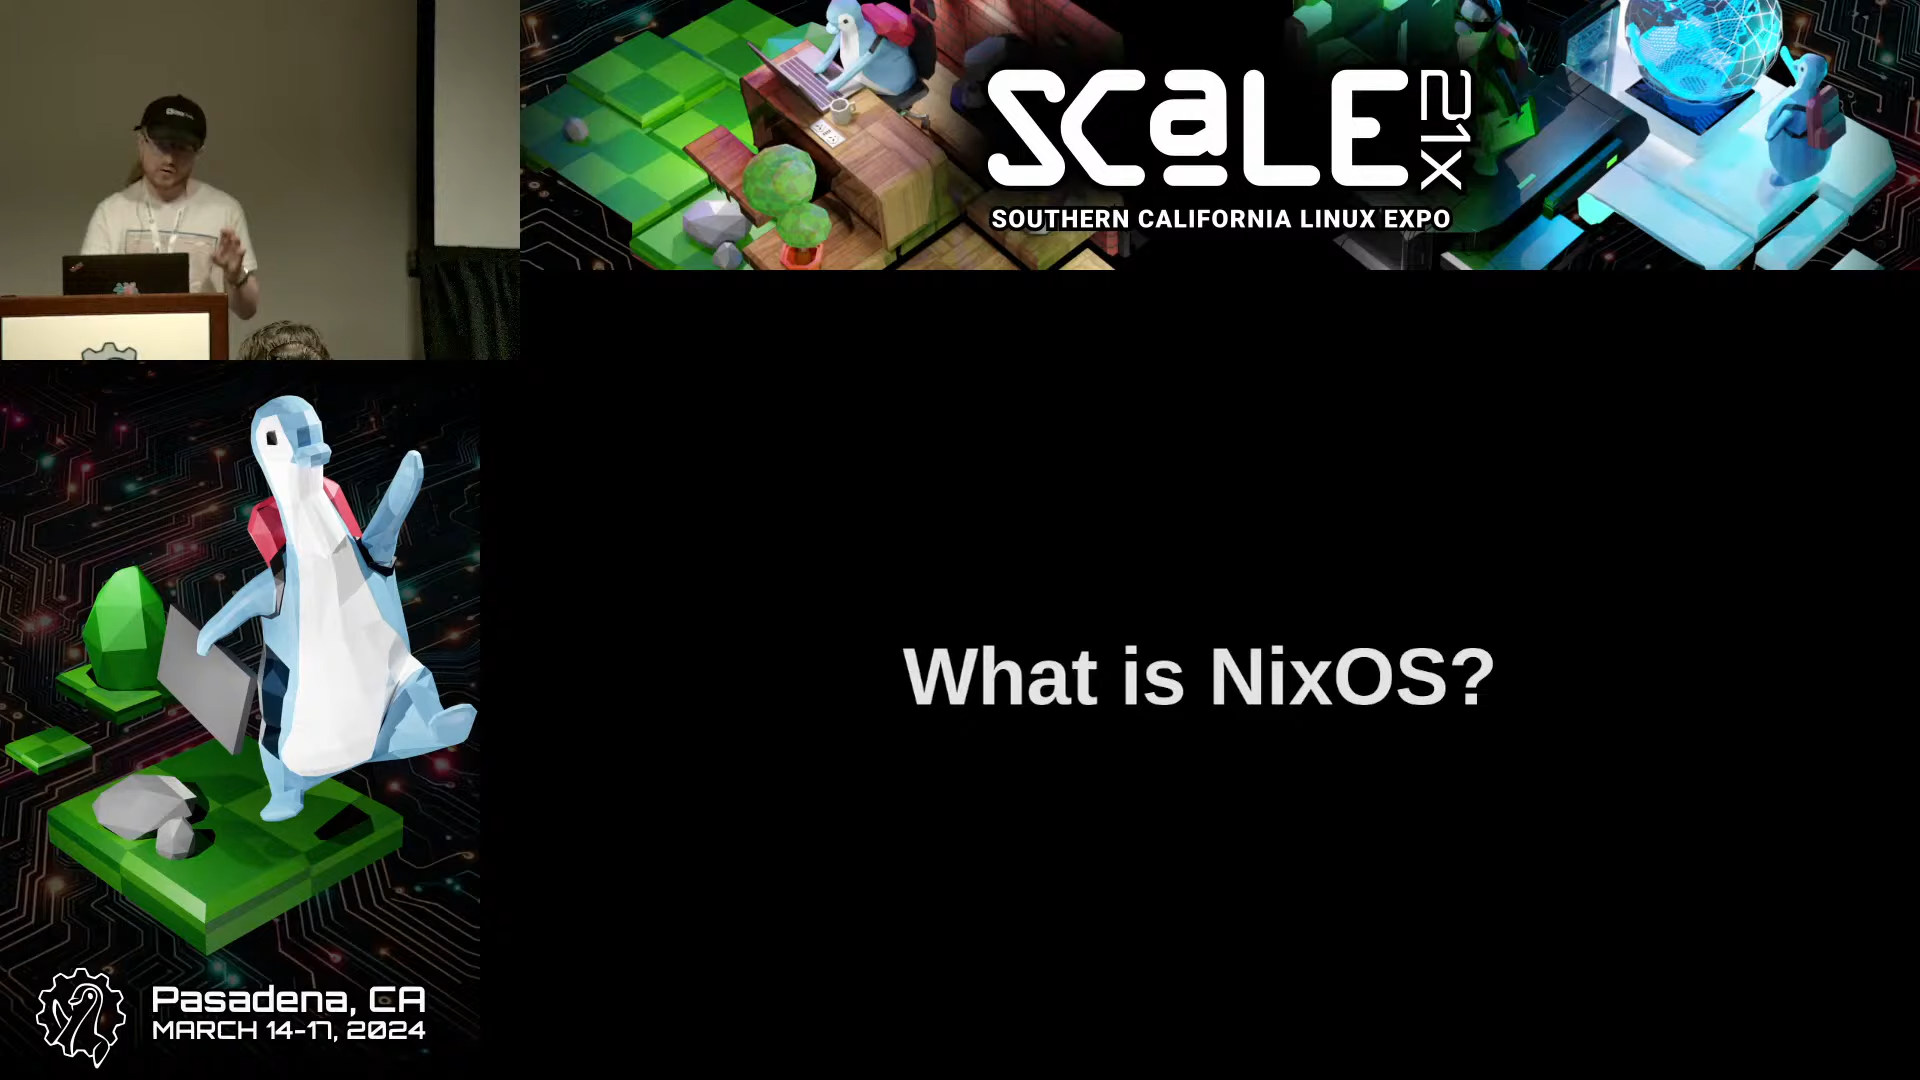 SCaLE 21X
SOUTHERN CALIFORNIA LINUX EXPO
What is NixOS?
Pasadena, CA
MARCH 14-17, 2024